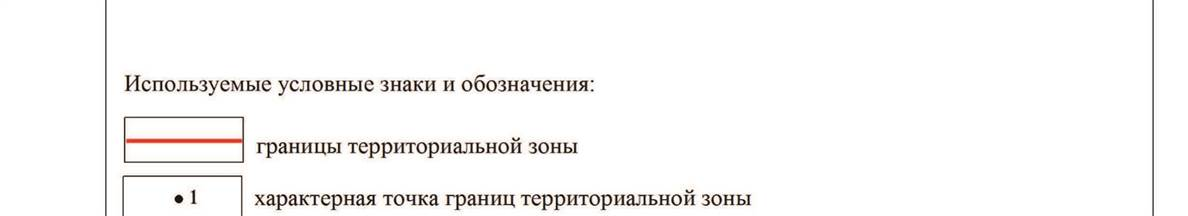 Используемые условные знаки и обозначения:
границы территориальной зоны
1 характерная точка границ территориальной зоны